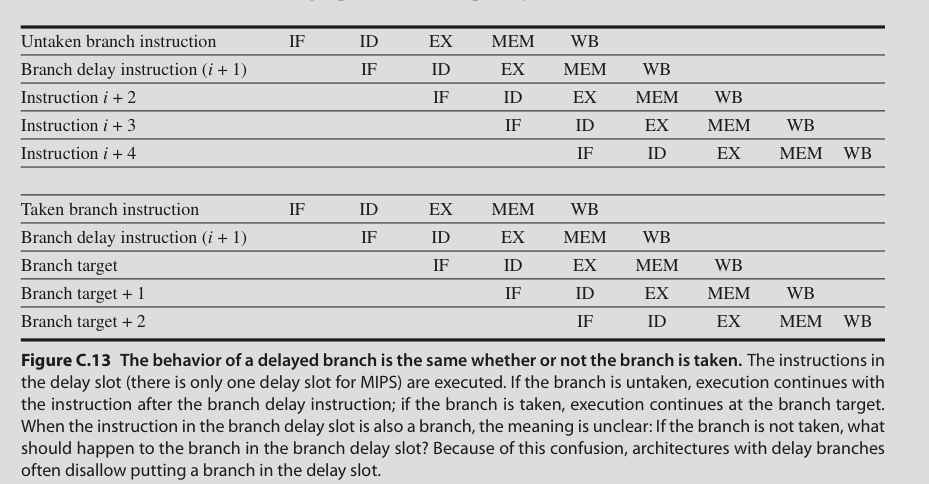 Untaken branch instruction IF ID EX MEM WB
Branch delay instruction (i + 1) IF ID EX MEM WB
Instruction i + 2 IF ID EX MEM WB
Instruction i + 3 IF ID EX MEM WB
Instruction i + 4 IF ID EX MEM WB
Taken branch instruction IF ID EX MEM WB
Branch delay instruction (i + 1) IF ID EX MEM WB
Branch target IF ID EX MEM WB
Branch target + 1 IF ID EX MEM WB
Branch target + 2 IF ID EX MEM WB
Figure C.13 The behavior of a delayed branch is the same whether or not the branch is taken. The instructions in
the delay slot (there is only one delay slot for MIPS) are executed. If the branch is untaken, execution continues with
the instruction after the branch delay instruction; if the branch is taken, execution continues at the branch target.
When the instruction in the branch delay slot is also a branch, the meaning is unclear: If the branch is not taken, what
should happen to the branch in the branch delay slot? Because of this confusion, architectures with delay branches
often disallow putting a branch in the delay slot.